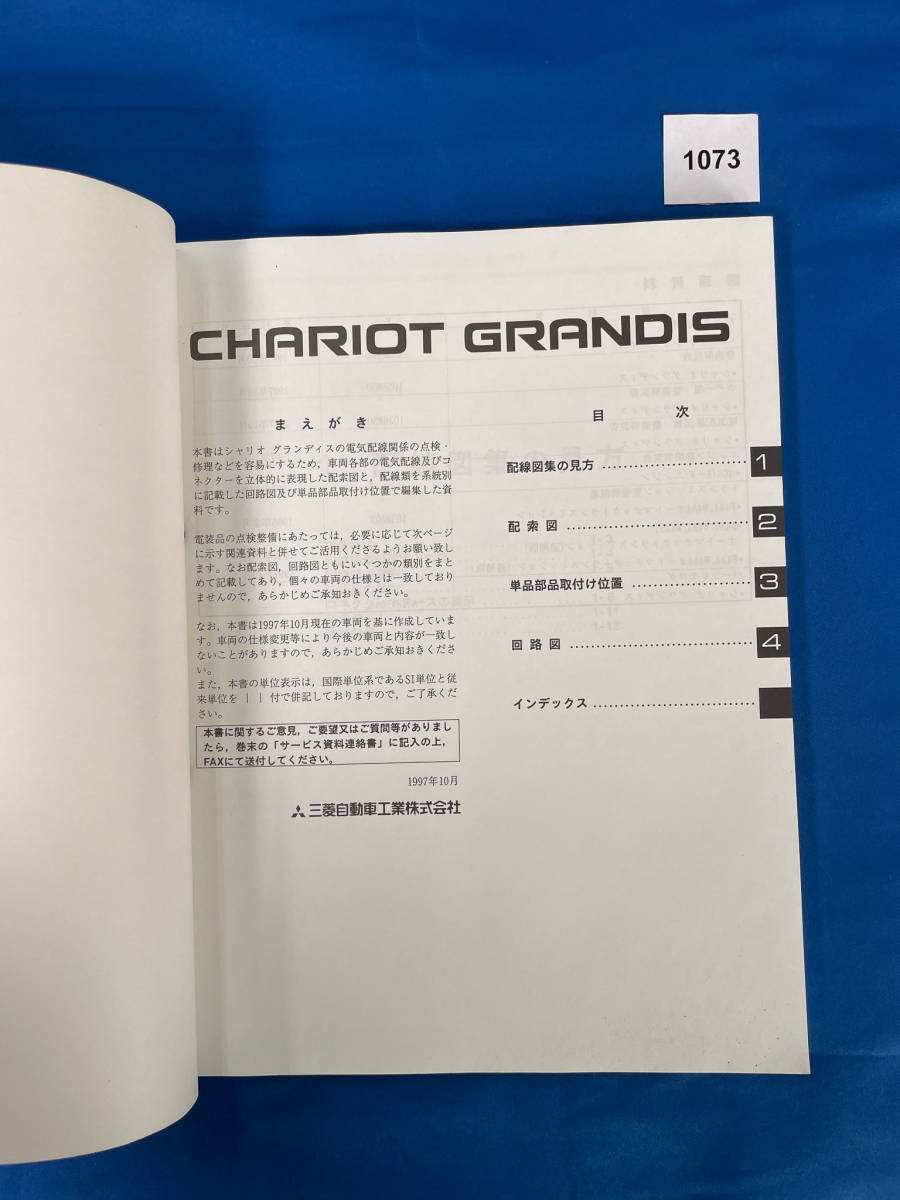 1073
CHARIOT GRANDIS
まえがき
本書はシャリオ グランディスの電気配線関係の点検・
修理などを容易にするため，車両各部の電気配線及びコ
ネクターを立体的に表現した配索図と，配線類を系統別
に記載した回路図及び単品部品取付け位置で編集した資
料です。
電装品の点検整備にあたっては，必要に応じて次ページ
に示す関連資料と併せてご活用くださるようお願い致し
ます。なお配索図，回路図ともにいくつかの類別をまと
めて記載してあり，個々の車両の仕様とは一致しており
ませんので，あらかじめご承知おきください。
なお，本書は1997年10月現在の車両を基に作成していま
す。車両の仕様変更等により今後の車両と内容が一致し
ないことがありますので，あらかじめご承知おきくださ
い。
また，本書の単位表示は，国際単位系であるSI単位と従
来単位を ｜ ｜ 付で併記しておりますので，ご了承くだ
さい。
本書に関するご意見，ご要望又はご質問等がありまし
たら，巻末の「サービス資料連絡書」に記入の上，
FAXにて送付してください。
1997年10月
三菱自動車工業株式会社
目 次
配線図集の見方 …………………… 1
配索図 …………………… 2
単品部品取付け位置 …………………… 3
回路図 …………………… 4
インデックス ……………………